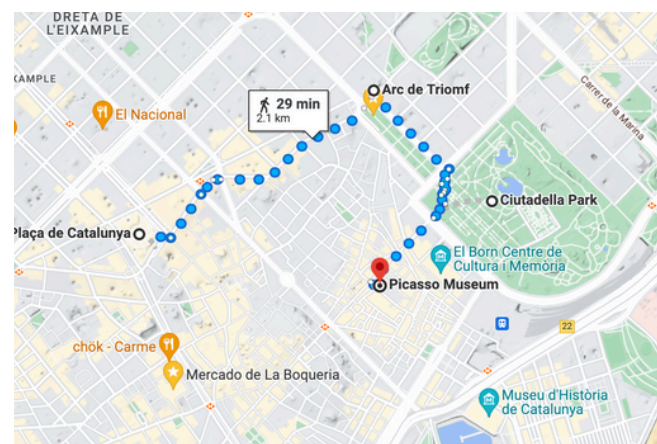 DRETA DE
L'EIXAMPLE
XAMPLE
El Nacional
29 min
2.1 km
Arc de Triomf
Carrer de la Marina
Plaça de Catalunya
Ciutadella Park
El Born Centre de
Cultura i Memòria
Picasso Museum
22
chök - Carme
Mercado de La Boqueria
Museu d'Història
de Catalunya